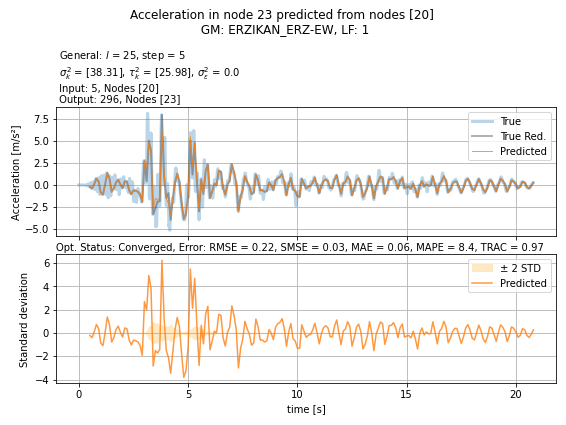 Acceleration in node 23 predicted from nodes [20]
GM: ERZIKAN_ERZ-EW, LF: 1
General: l = 25, step = 5
σ²ₖ = [38.31], τ²ₖ = [25.98], σ²_ε = 0.0
Input: 5, Nodes [20]
Output: 296, Nodes [23]
Acceleration [m/s²]
7.5
5.0
2.5
0.0
−2.5
−5.0
True
True Red.
Predicted
Opt. Status: Converged, Error: RMSE = 0.22, SMSE = 0.03, MAE = 0.06, MAPE = 8.4, TRAC = 0.97
Standard deviation
6
4
2
0
−2
−4
± 2 STD
Predicted
0
5
10
15
20
time [s]